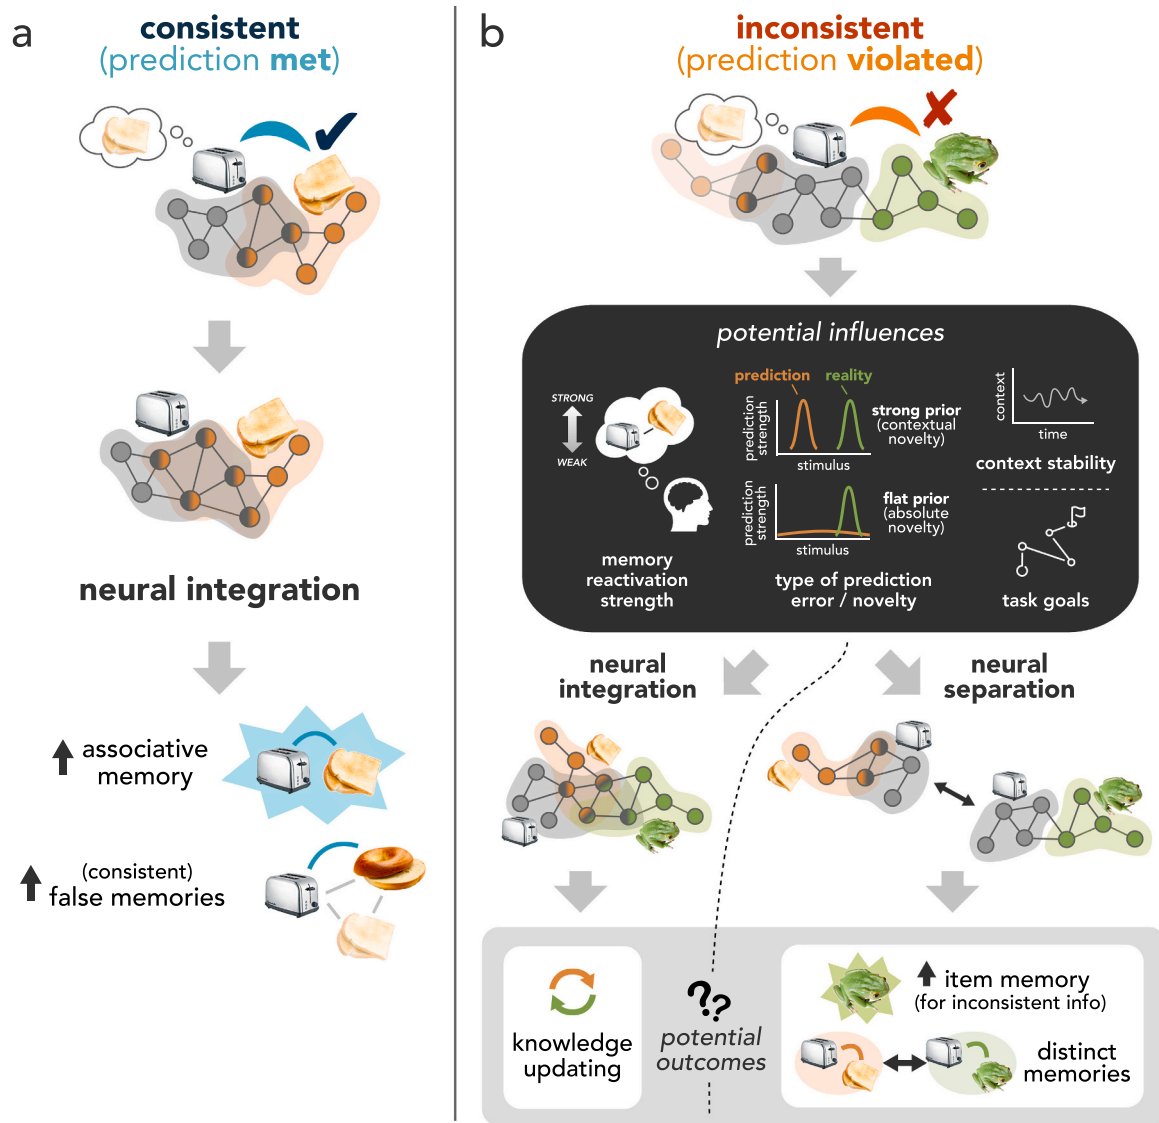 a
consistent
(prediction met)
neural integration
associative
memory
(consistent)
false memories
b
inconsistent
(prediction violated)
potential influences
STRONG
WEAK
memory
reactivation
strength
prediction
reality
prediction
strength
stimulus
strong prior
(contextual
novelty)
prediction
strength
stimulus
flat prior
(absolute
novelty)
type of prediction
error / novelty
context
time
context stability
task goals
neural
integration
neural
separation
knowledge
updating
??
potential
outcomes
item memory
(for inconsistent info)
distinct
memories